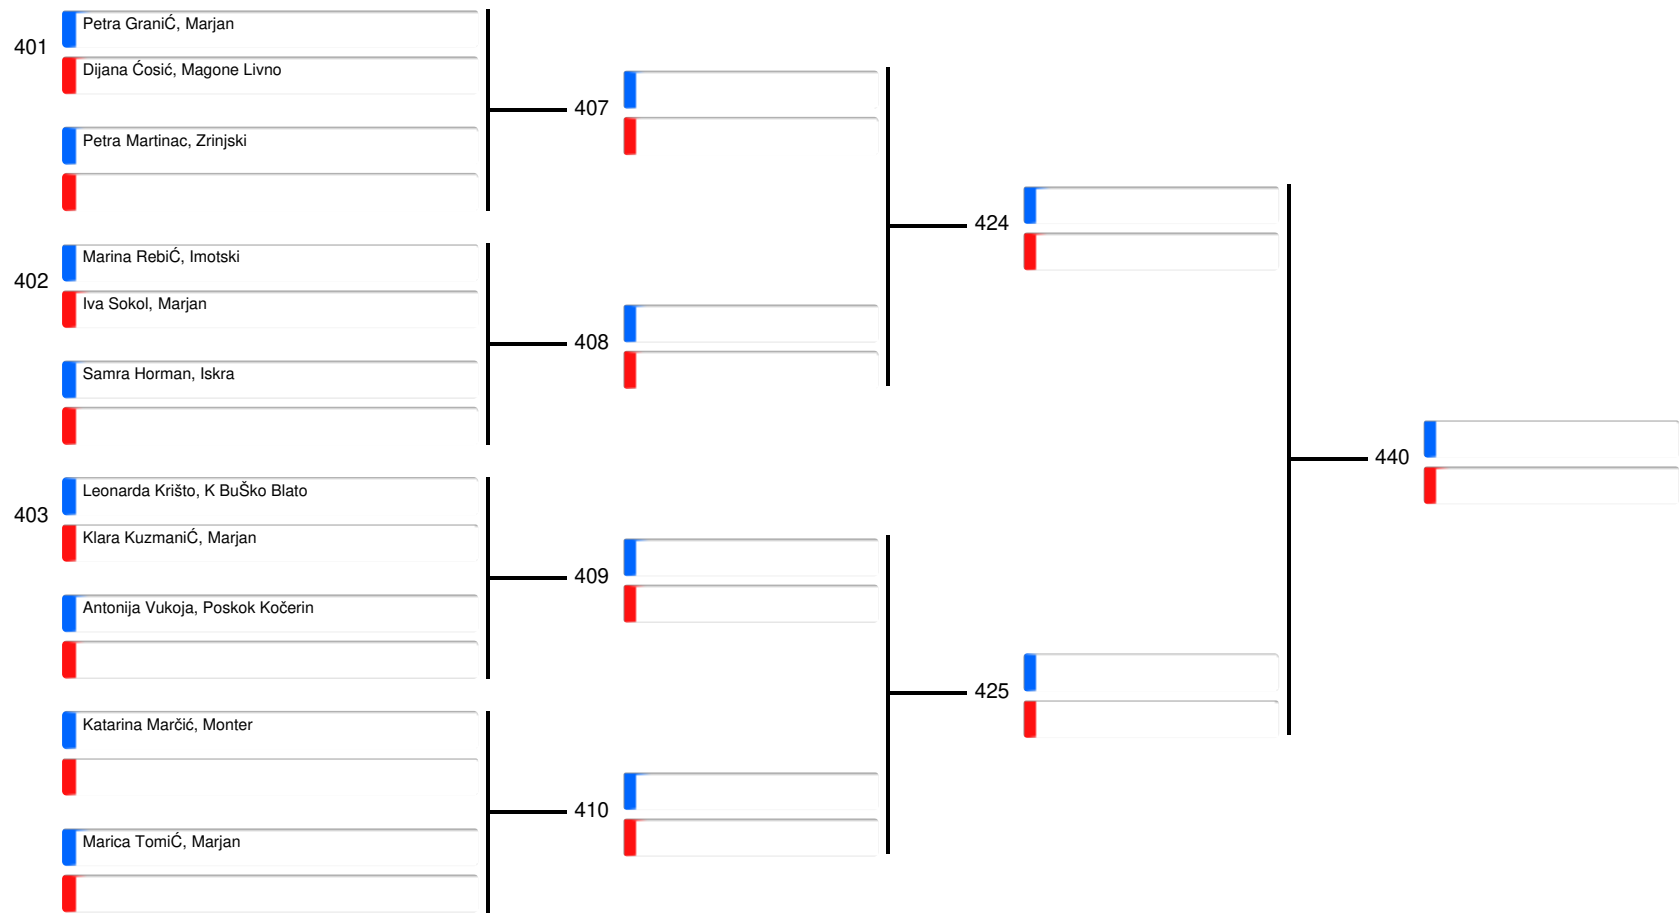 401
Petra GraniĆ, Marjan
Dijana Ćosić, Magone Livno
Petra Martinac, Zrinjski
402
Marina RebiĆ, Imotski
Iva Sokol, Marjan
Samra Horman, Iskra
403
Leonarda Krišto, K BuŠko Blato
Klara KuzmaniĆ, Marjan
Antonija Vukoja, Poskok Kočerin
Katarina Marčić, Monter
Marica TomiĆ, Marjan
407
408
409
410
424
425
440